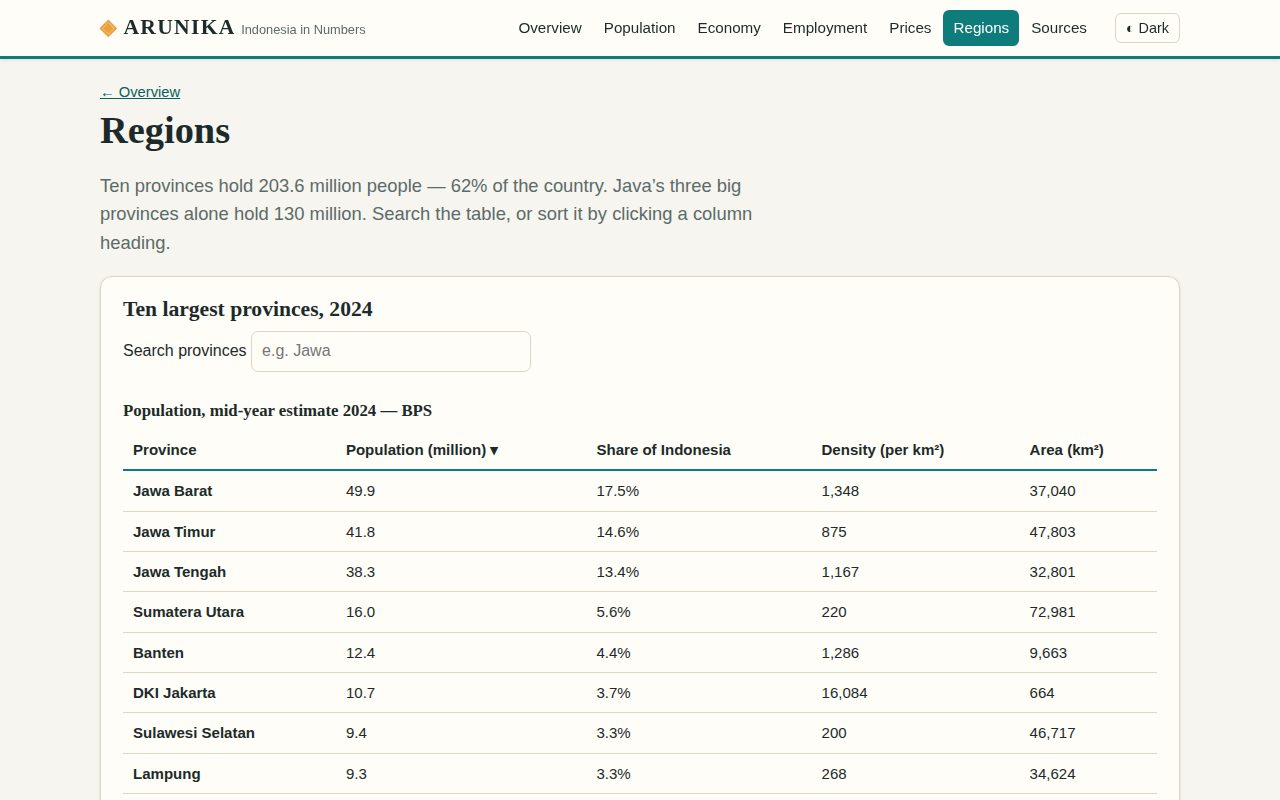 ARUNIKA Indonesia in Numbers
Overview Population Economy Employment Prices Regions Sources Dark
← Overview
Regions
Ten provinces hold 203.6 million people — 62% of the country. Java’s three big
provinces alone hold 130 million. Search the table, or sort it by clicking a column
heading.
Ten largest provinces, 2024
Search provinces e.g. Jawa
Population, mid-year estimate 2024 — BPS
Province Population (million) ▼ Share of Indonesia Density (per km²) Area (km²)
Jawa Barat 49.9 17.5% 1,348 37,040
Jawa Timur 41.8 14.6% 875 47,803
Jawa Tengah 38.3 13.4% 1,167 32,801
Sumatera Utara 16.0 5.6% 220 72,981
Banten 12.4 4.4% 1,286 9,663
DKI Jakarta 10.7 3.7% 16,084 664
Sulawesi Selatan 9.4 3.3% 200 46,717
Lampung 9.3 3.3% 268 34,624